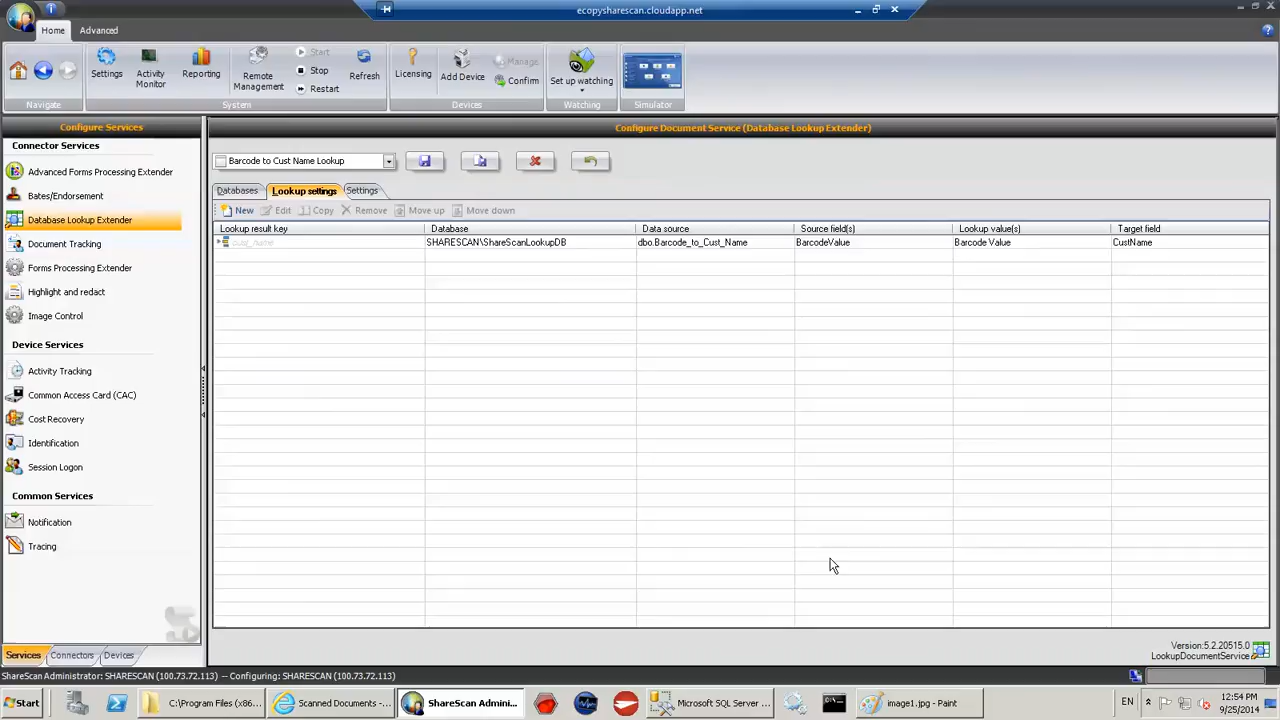 ecopysharescan.cloudapp.net
Home Advanced
Settings
Activity Monitor
Reporting
Remote Management
Start
Stop
Restart
Refresh
Licensing
Add Device
Manage
Confirm
Set up watching
Navigate System Devices Watching Simulator
Configure Services
Connector Services
Advanced Forms Processing Extender
Bates/Endorsement
Database Lookup Extender
Document Tracking
Forms Processing Extender
Highlight and redact
Image Control
Device Services
Activity Tracking
Common Access Card (CAC)
Cost Recovery
Identification
Session Logon
Common Services
Notification
Tracing
Services Connectors Devices
Configure Document Service (Database Lookup Extender)
Barcode to Cust Name Lookup
Databases Lookup settings Settings
New Edit Copy Remove Move up Move down
Lookup result key Database Data source Source field(s) Lookup value(s) Target field
SHARESCAN\ShareScanLookupDB dbo.Barcode_to_Cust_Name BarcodeValue Barcode Value CustName
Version:5.2.20515.0
LookupDocumentService
ShareScan Administrator: SHARESCAN (100.73.72.113) -- Configuring: SHARESCAN (100.73.72.113)
Start C:\Program Files (x86... Scanned Documents -... ShareScan Admini... Microsoft SQL Server ... image1.jpg - Paint EN 12:54 PM
9/25/2014